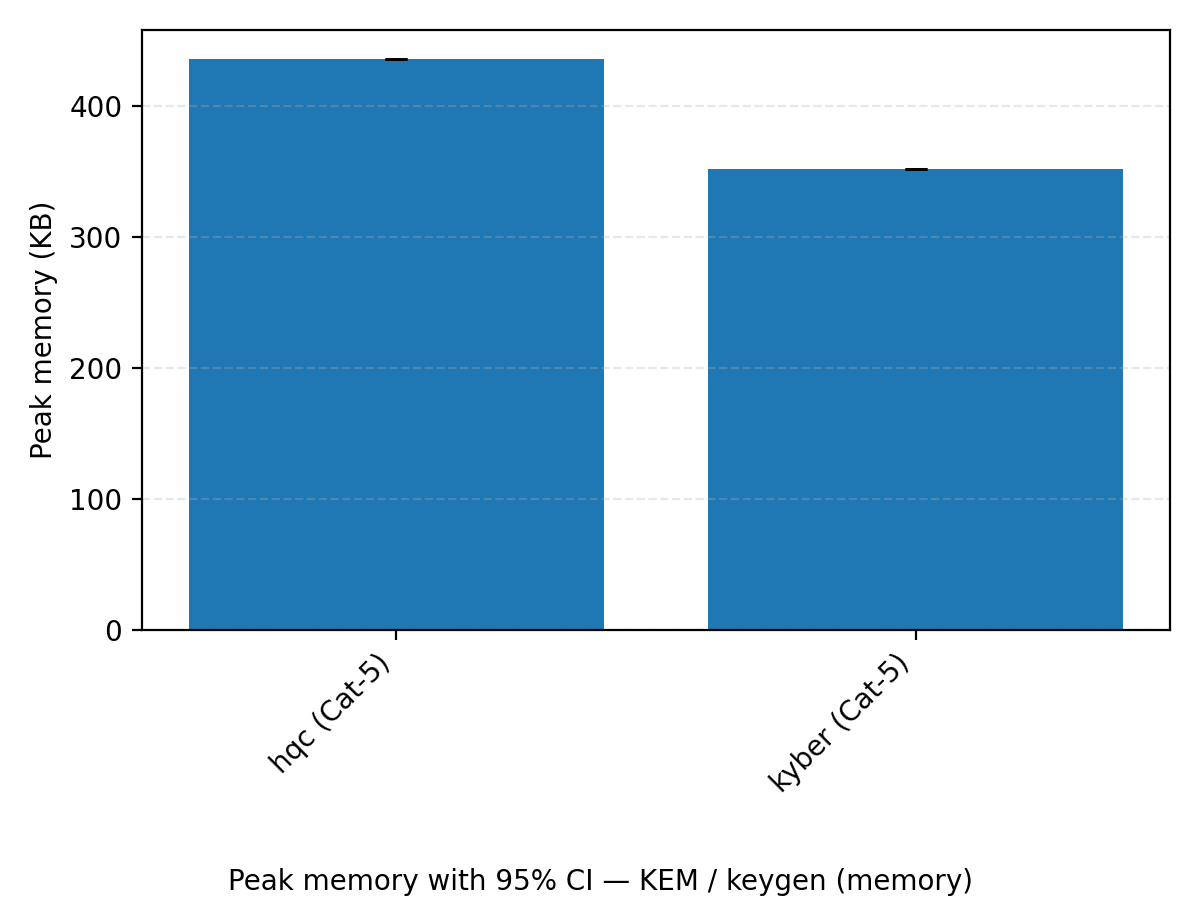 400
300
200
100
0
Peak memory (KB)
hqc (Cat-5)
kyber (Cat-5)
Peak memory with 95% CI — KEM / keygen (memory)